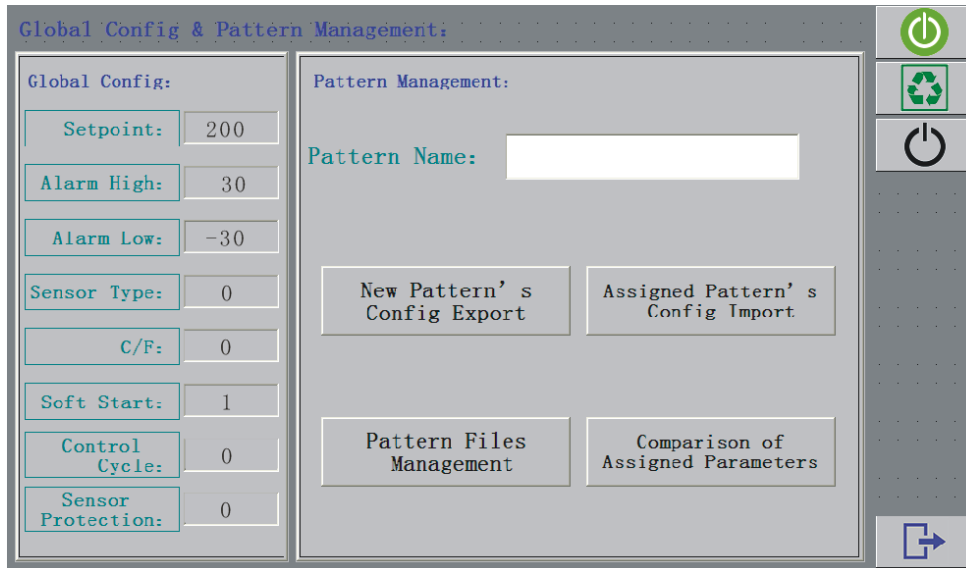 Global Config & Pattern Management:
Global Config:
Setpoint: 200
Alarm High: 30
Alarm Low: -30
Sensor Type: 0
C/F: 0
Soft Start: 1
Control
Cycle: 0
Sensor
Protection: 0
Pattern Management:
Pattern Name:
New Pattern's
Config Export
Assigned Pattern's
Config Import
Pattern Files
Management
Comparison of
Assigned Parameters